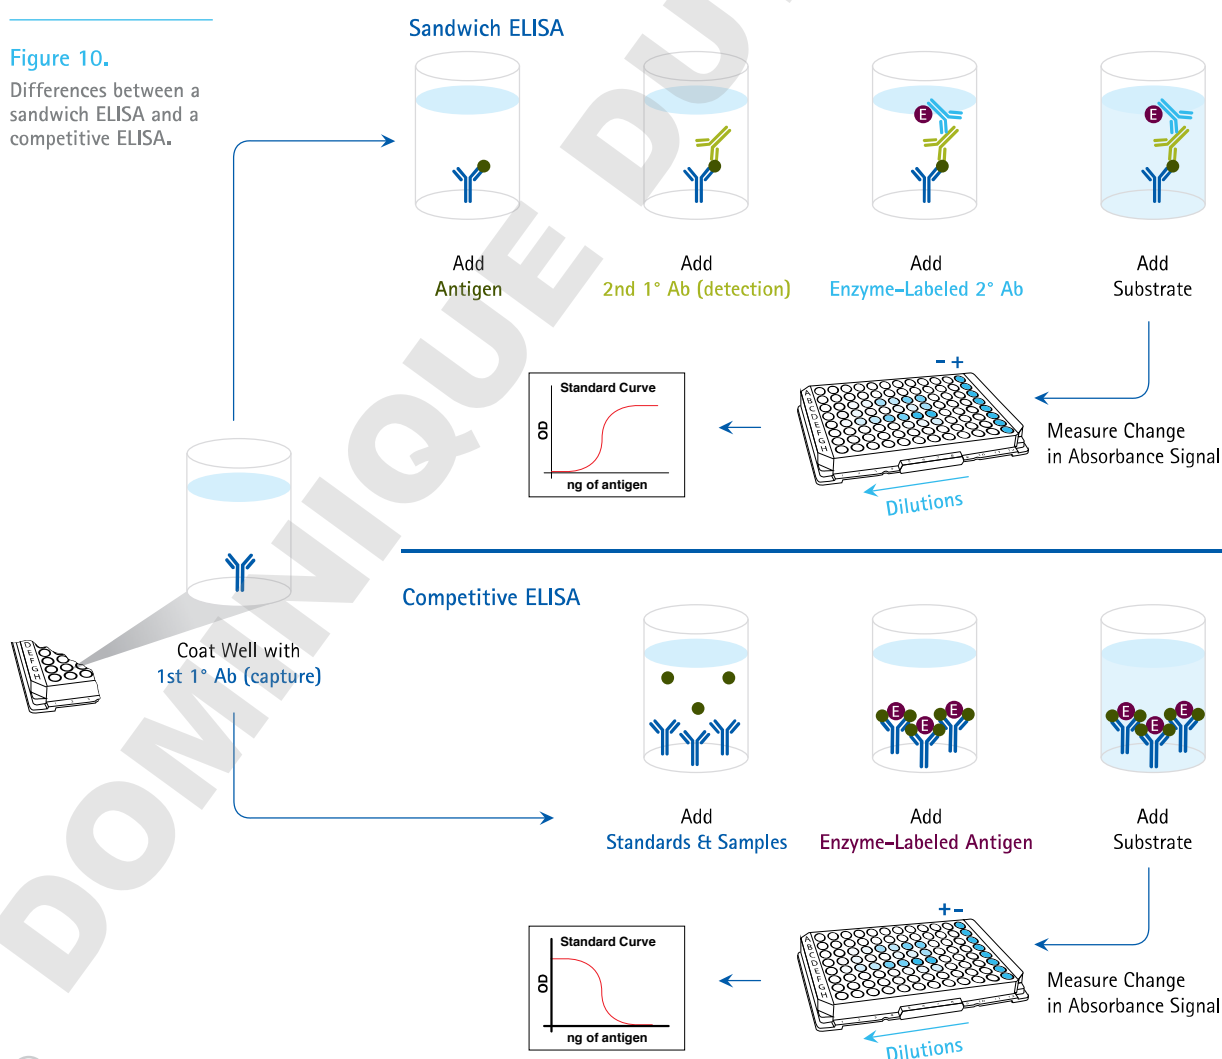 Figure 10.
Differences between a
sandwich ELISA and a
competitive ELISA.
Sandwich ELISA
E
E
Add
Antigen
Add
2nd 1° Ab (detection)
Add
Enzyme-Labeled 2° Ab
Add
Substrate
Standard Curve
OD
ng of antigen
- +
A
B
C
D
E
F
G
H
Dilutions
Measure Change
in Absorbance Signal
D
E
F
G
H
Coat Well with
1st 1° Ab (capture)
Competitive ELISA
E
E
E
E
E
E
Add
Standards & Samples
Add
Enzyme-Labeled Antigen
Add
Substrate
Standard Curve
OD
ng of antigen
+ -
A
B
C
D
E
F
G
H
Dilutions
Measure Change
in Absorbance Signal
DOMINIQUE DU